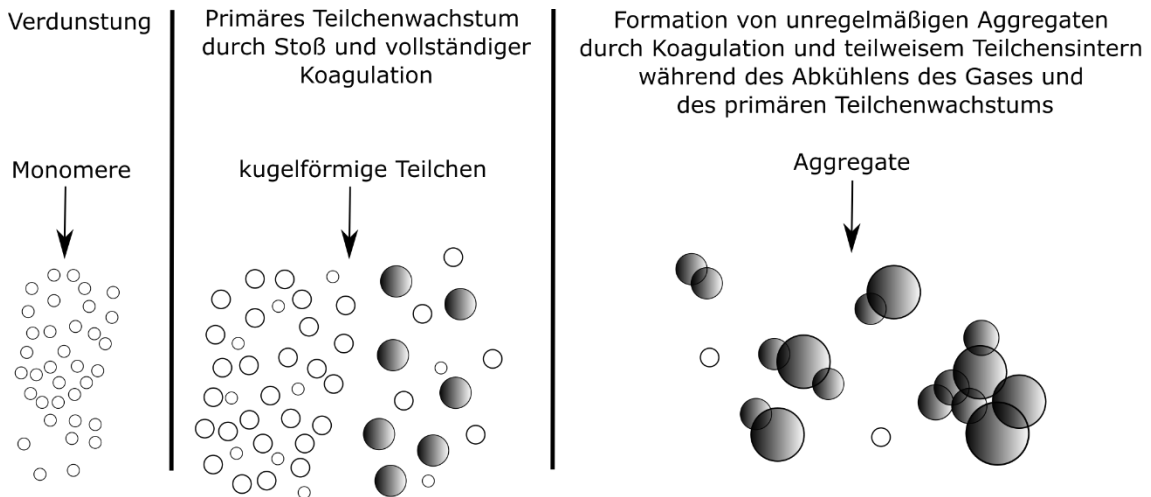 Verdunstung
Primäres Teilchenwachstum
durch Stoß und vollständiger
Koagulation
Formation von unregelmäßigen Aggregaten
durch Koagulation und teilweisem Teilchensintern
während des Abkühlens des Gases und
des primären Teilchenwachstums
Monomere
kugelförmige Teilchen
Aggregate